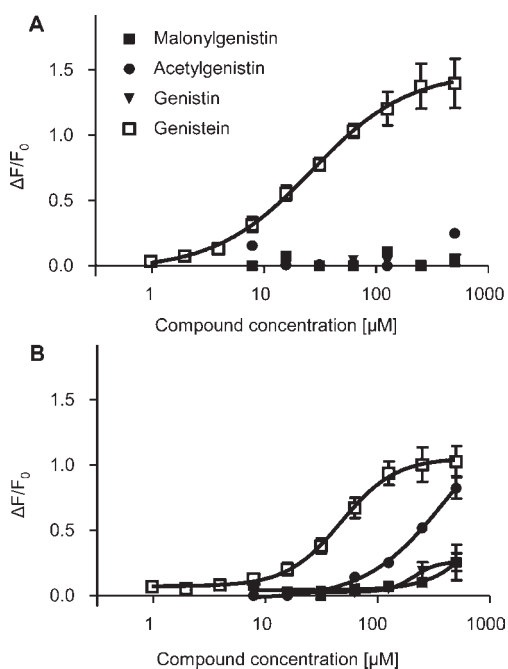 A
Malonylgenistin
Acetylgenistin
Genistin
Genistein
1.5
1.0
0.5
0.0
ΔF/F₀
1 10 100 1000
Compound concentration [µM]
B
1.5
1.0
0.5
0.0
ΔF/F₀
1 10 100 1000
Compound concentration [µM]